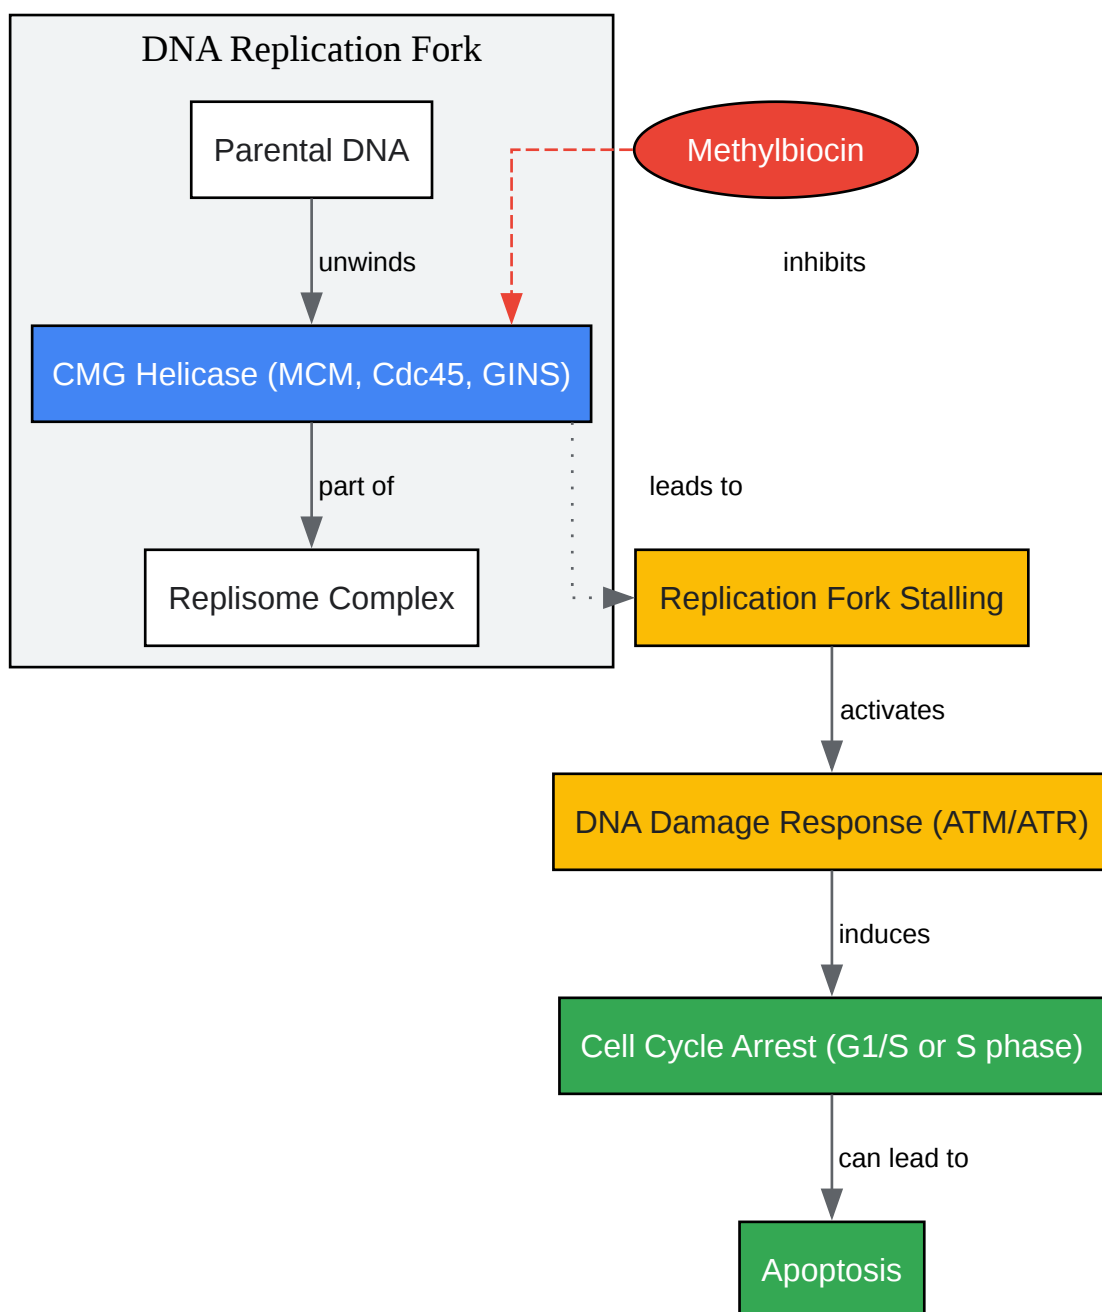 DNA Replication Fork
Parental DNA
Methylbiocin
unwinds
inhibits
CMG Helicase (MCM, Cdc45, GINS)
part of
leads to
Replisome Complex
Replication Fork Stalling
activates
DNA Damage Response (ATM/ATR)
induces
Cell Cycle Arrest (G1/S or S phase)
can lead to
Apoptosis